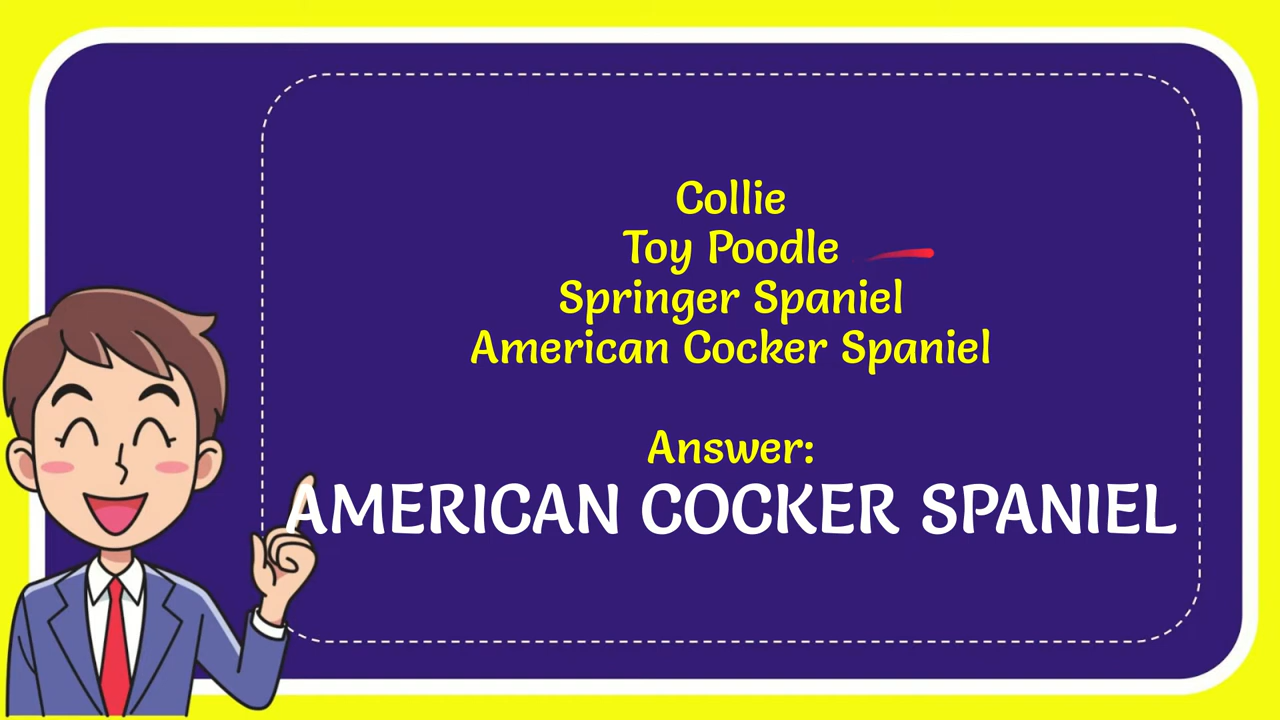 Collie
Toy Poodle
Springer Spaniel
American Cocker Spaniel
Answer:
AMERICAN COCKER SPANIEL